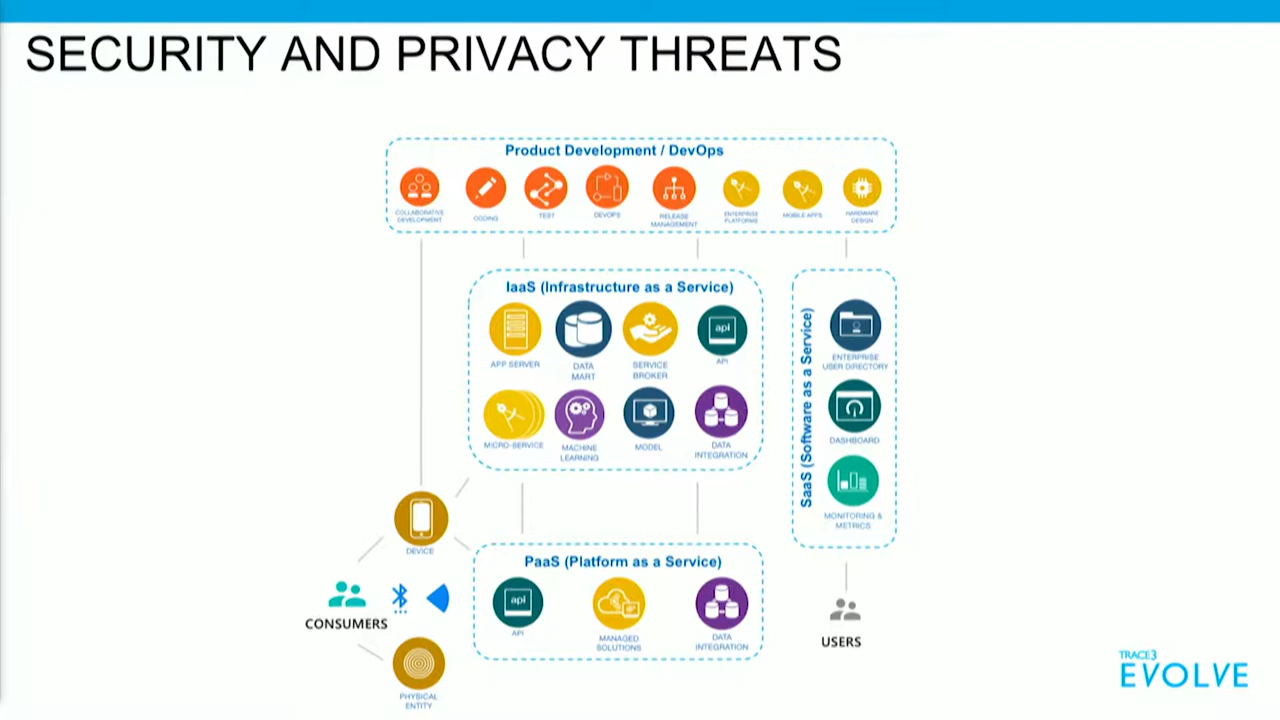 SECURITY AND PRIVACY THREATS
Product Development / DevOps
COLLABORATIVE
DEVELOPMENT
CODING
TEST
DEVOPS
RELEASE
MANAGEMENT
ENTERPRISE
PLATFORMS
MOBILE APPS
HARDWARE
DESIGN
IaaS (Infrastructure as a Service)
APP SERVER
DATA
MART
SERVICE
BROKER
api
API
MICRO-SERVICE
MACHINE
LEARNING
MODEL
DATA
INTEGRATION
SaaS (Software as a Service)
ENTERPRISE
USER DIRECTORY
DASHBOARD
MONITORING &
METRICS
DEVICE
CONSUMERS
PHYSICAL
ENTITY
PaaS (Platform as a Service)
api
API
MANAGED
SOLUTIONS
DATA
INTEGRATION
USERS
TRACE3
EVOLVE